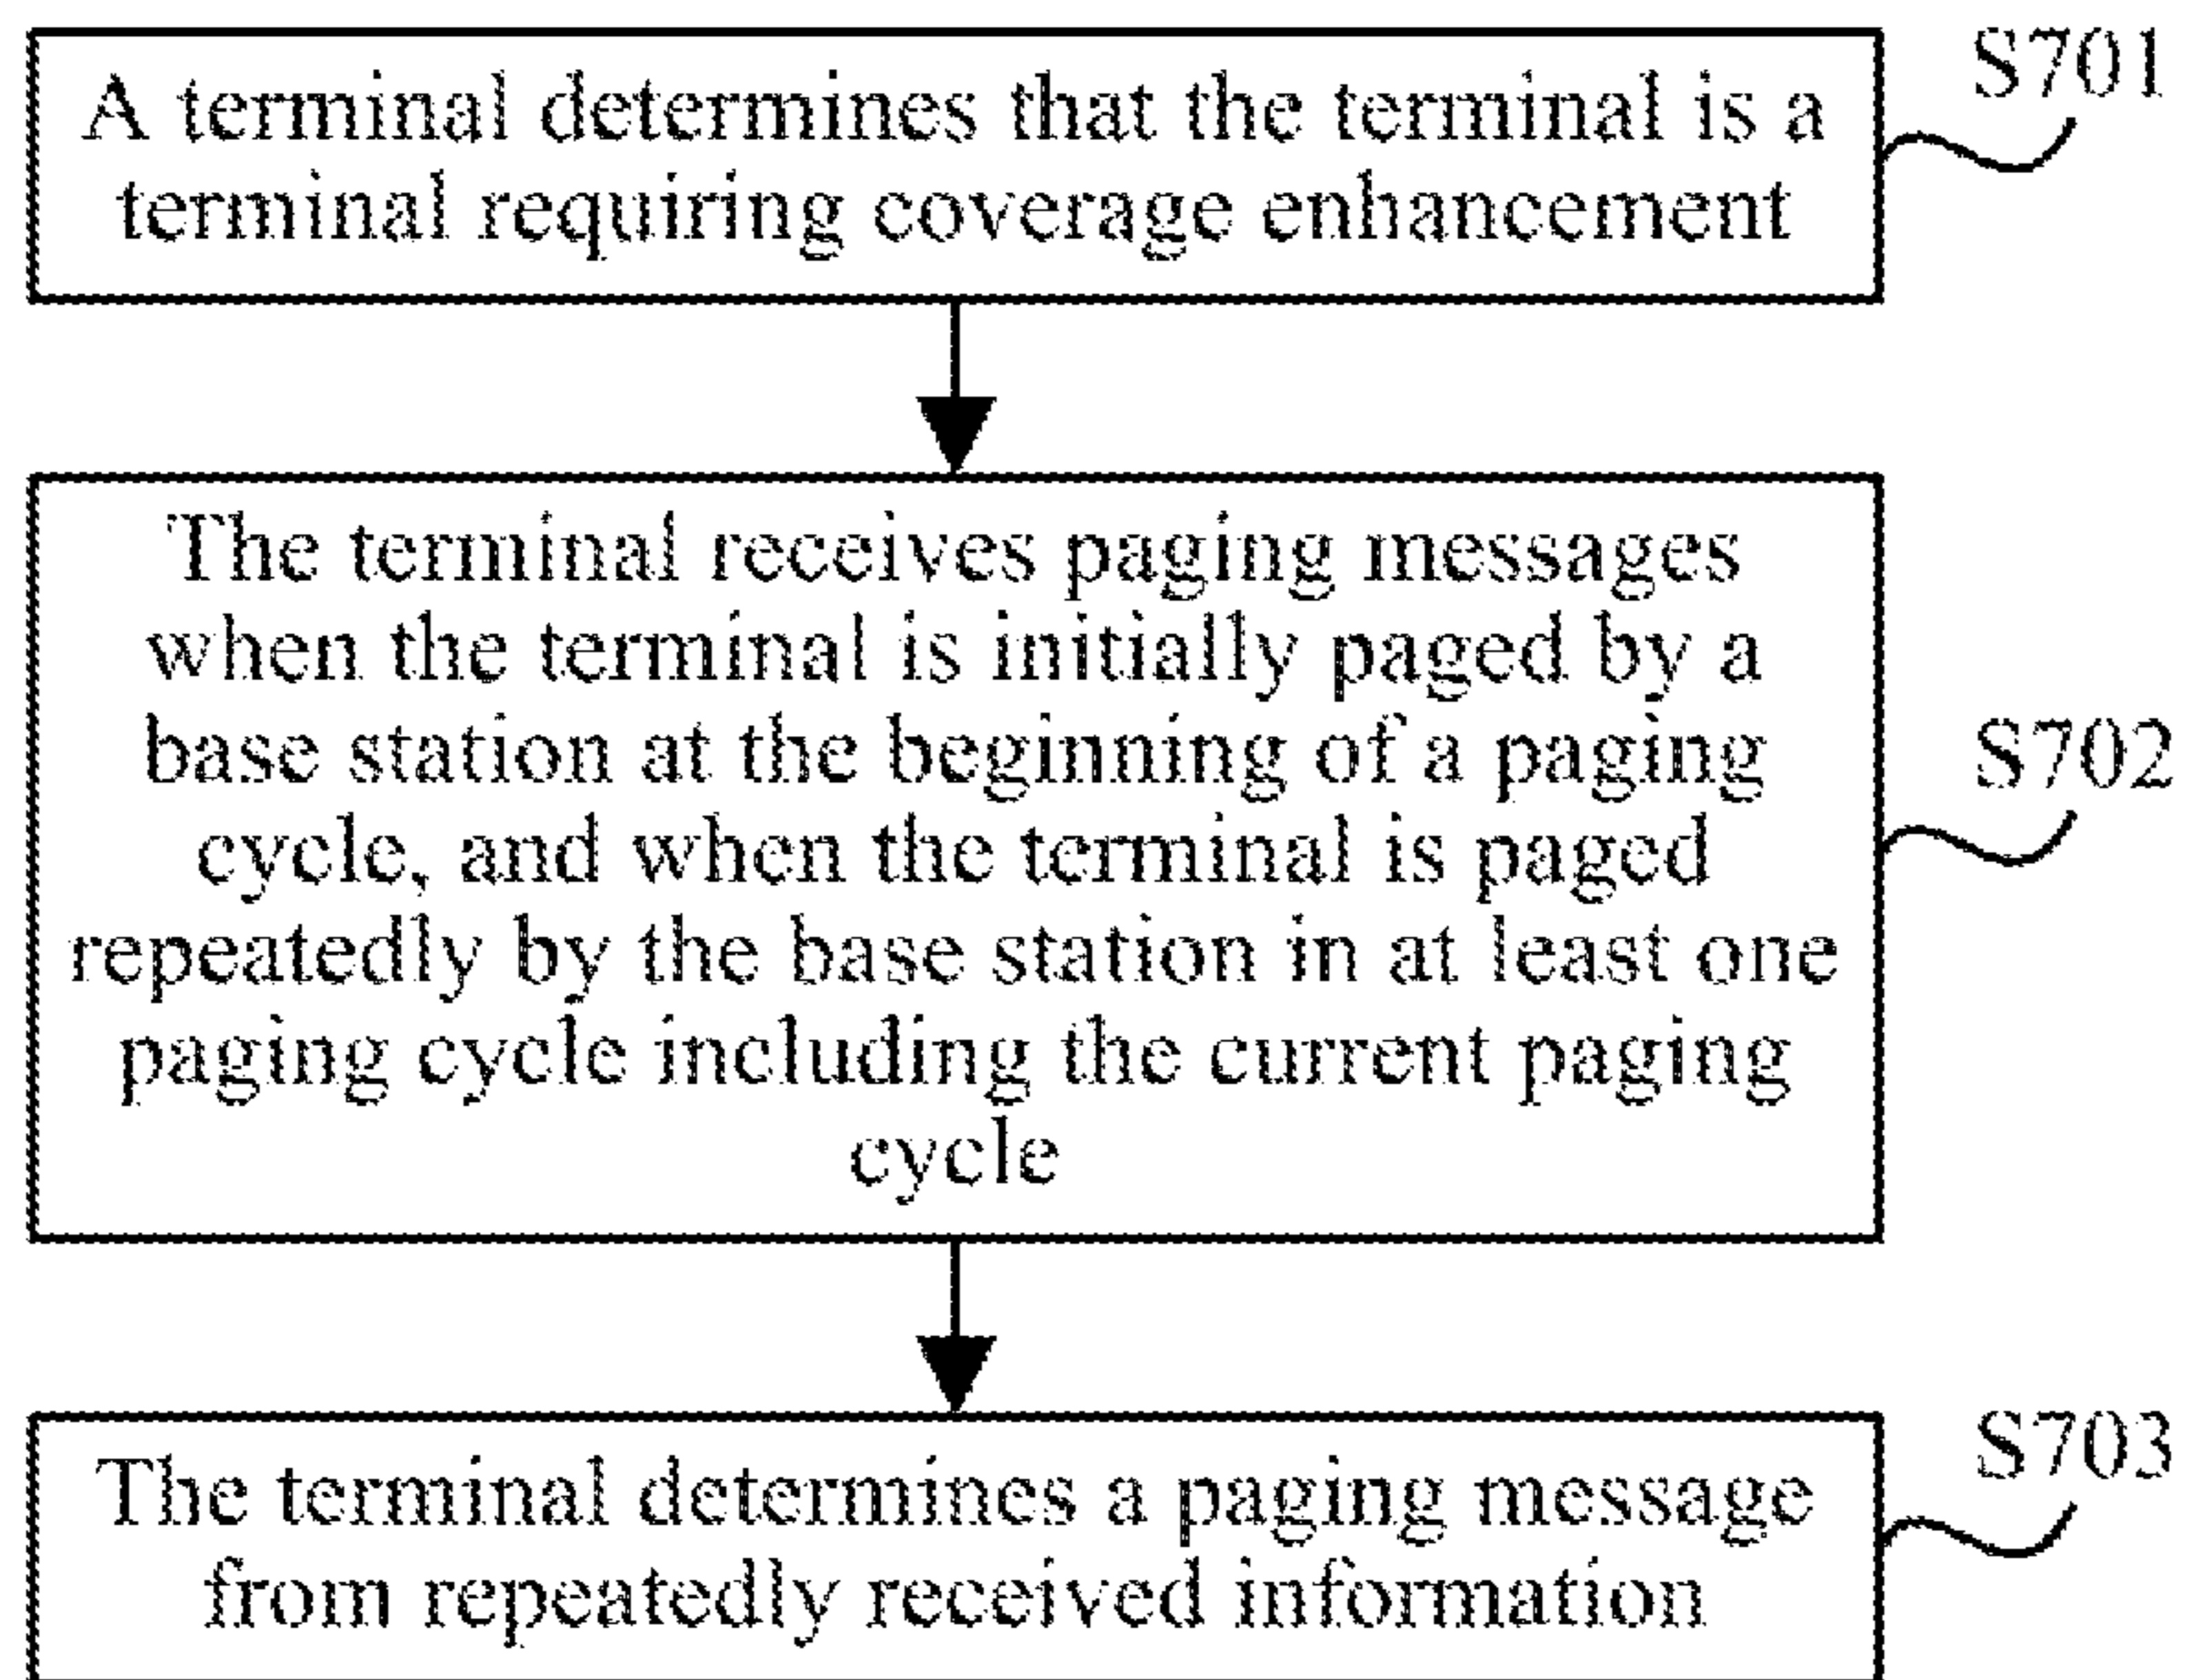 A terminal determines that the terminal is a
terminal requiring coverage enhancement
S701
The terminal receives paging messages
when the terminal is initially paged by a
base station at the beginning of a paging
cycle, and when the terminal is paged
repeatedly by the base station in at least one
paging cycle including the current paging
cycle
S702
The terminal determines a paging message
from repeatedly received information
S703